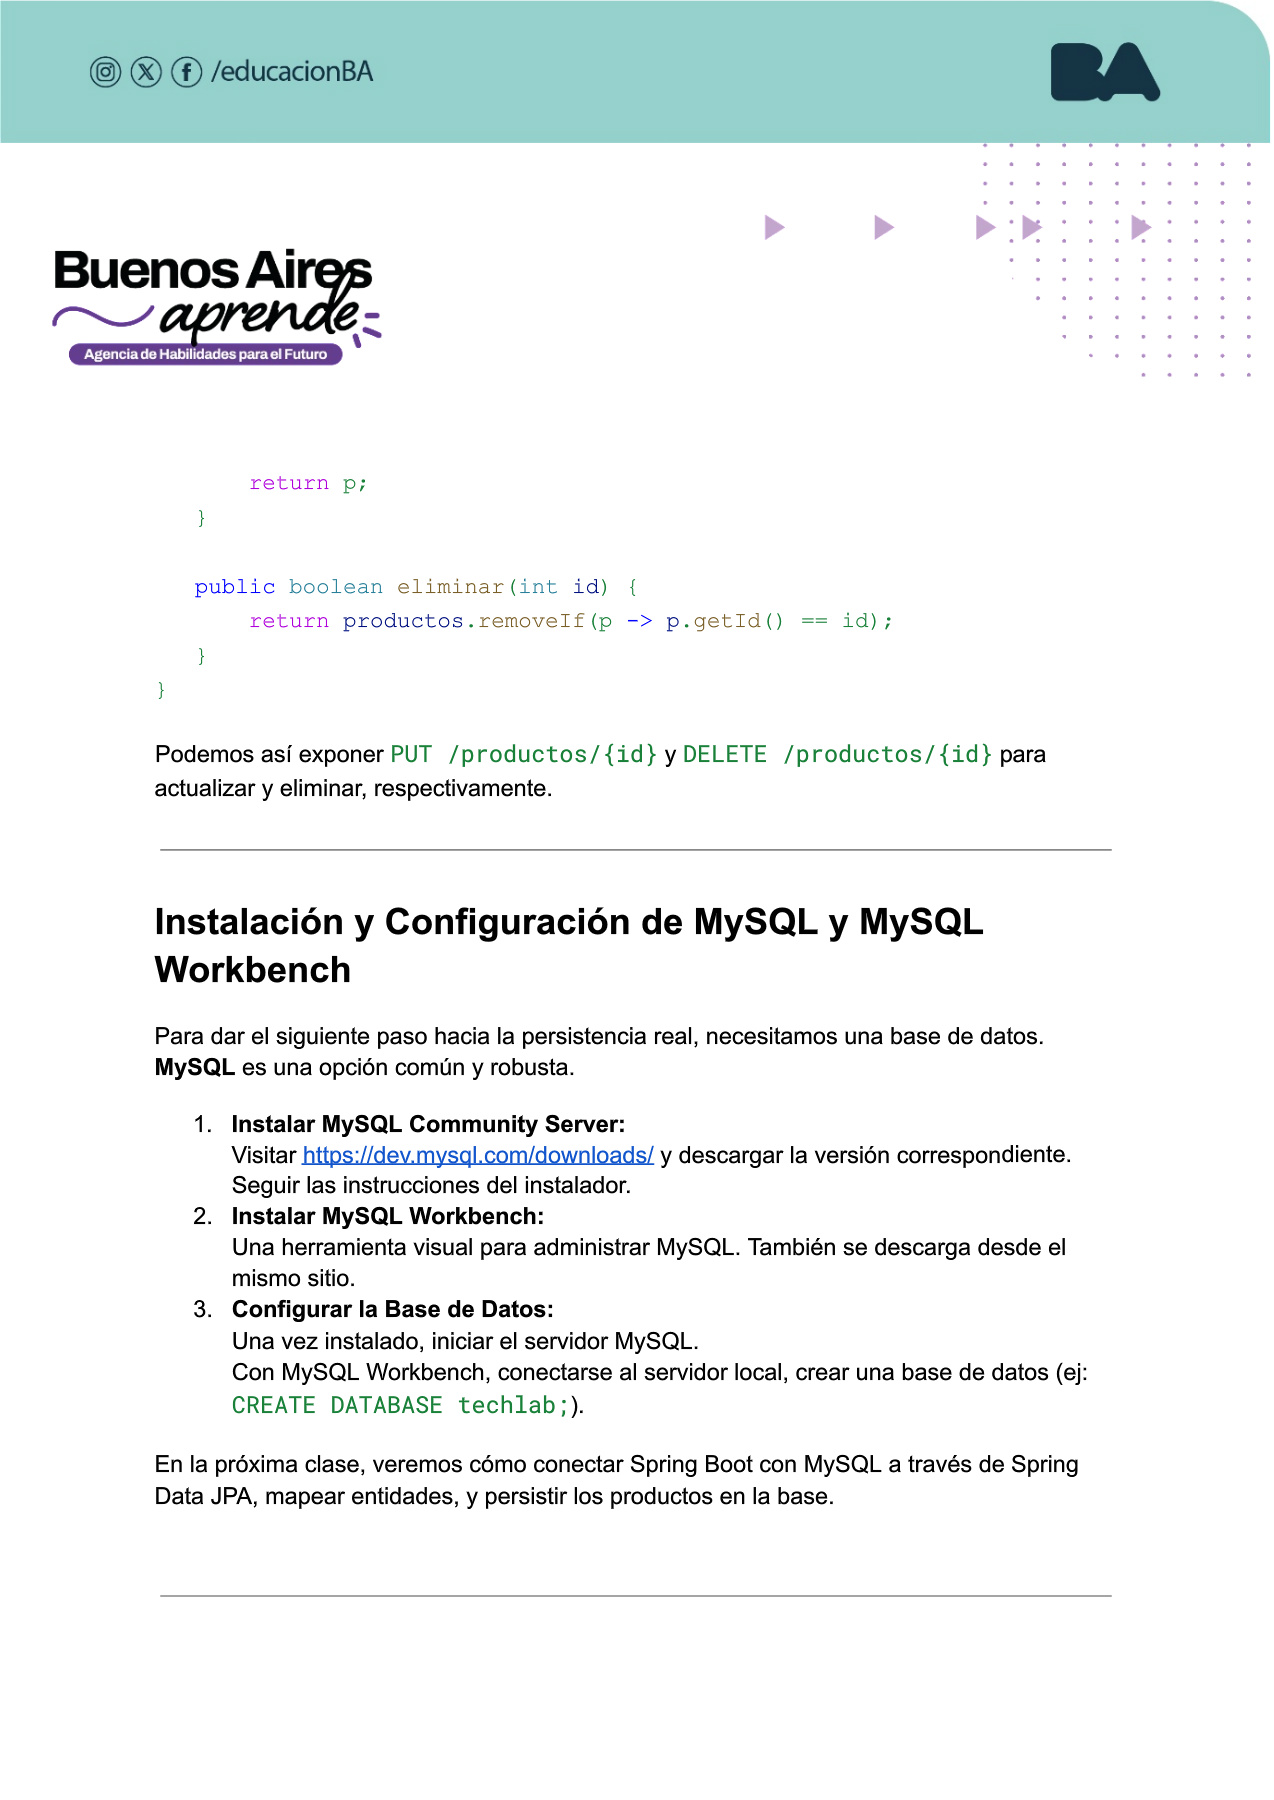 /educacionBA
BA
Buenos Aires
aprende
Agencia de Habilidades para el Futuro
return p;
}
public boolean eliminar(int id) {
return productos.removeIf(p -> p.getId() == id);
}
}
Podemos así exponer PUT /productos/{id} y DELETE /productos/{id} para
actualizar y eliminar, respectivamente.
Instalación y Configuración de MySQL y MySQL
Workbench
Para dar el siguiente paso hacia la persistencia real, necesitamos una base de datos.
MySQL es una opción común y robusta.
1. Instalar MySQL Community Server:
Visitar https://dev.mysql.com/downloads/ y descargar la versión correspondiente.
Seguir las instrucciones del instalador.
2. Instalar MySQL Workbench:
Una herramienta visual para administrar MySQL. También se descarga desde el
mismo sitio.
3. Configurar la Base de Datos:
Una vez instalado, iniciar el servidor MySQL.
Con MySQL Workbench, conectarse al servidor local, crear una base de datos (ej:
CREATE DATABASE techlab;).
En la próxima clase, veremos cómo conectar Spring Boot con MySQL a través de Spring
Data JPA, mapear entidades, y persistir los productos en la base.